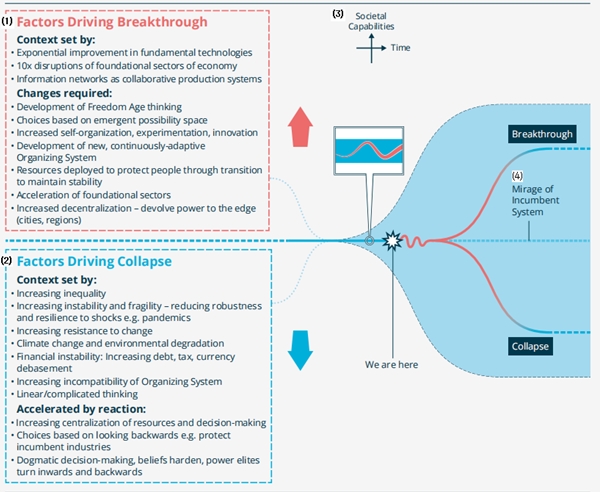 (1) Factors Driving Breakthrough
Context set by:
• Exponential improvement in fundamental technologies
• 10x disruptions of foundational sectors of economy
• Information networks as collaborative production systems
Changes required:
• Development of Freedom Age thinking
• Choices based on emergent possibility space
• Increased self-organization, experimentation, innovation
• Development of new, continuously-adaptive
Organizing System
• Resources deployed to protect people through transition
to maintain stability
• Acceleration of foundational sectors
• Increased decentralization – devolve power to the edge
(cities, regions)
(2) Factors Driving Collapse
Context set by:
• Increasing inequality
• Increasing instability and fragility – reducing robustness
and resilience to shocks e.g. pandemics
• Increasing resistance to change
• Climate change and environmental degradation
• Financial instability: Increasing debt, tax, currency
debasement
• Increasing incompatibility of Organizing System
• Linear/complicated thinking
Accelerated by reaction:
• Increasing centralization of resources and decision-making
• Choices based on looking backwards e.g. protect
incumbent industries
• Dogmatic decision-making, beliefs harden, power elites
turn inwards and backwards
(3)
Societal
Capabilities
Time
Breakthrough
(4)
Mirage of
Incumbent
System
Collapse
We are here